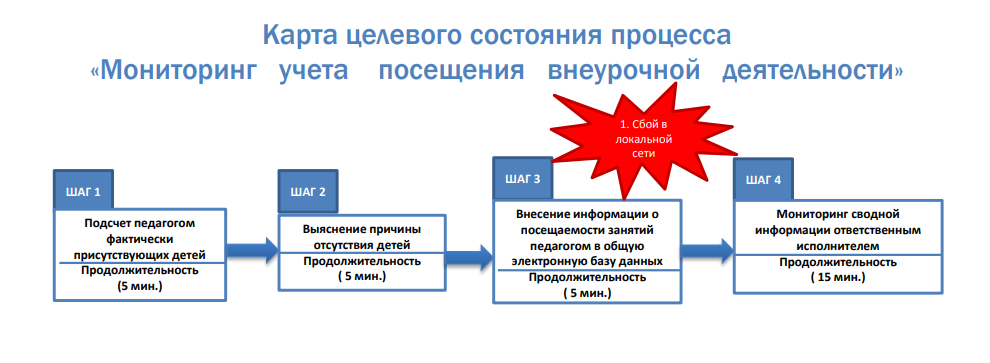 Карта целевого состояния процесса
«Мониторинг учета посещения внеурочной деятельности»
1. Сбой в
локальной
сети
ШАГ 1
Подсчет педагогом
фактически
присутствующих детей
Продолжительность
(5 мин.)
ШАГ 2
Выяснение причины
отсутствия детей
Продолжительность
( 5 мин.)
ШАГ 3
Внесение информации о
посещаемости занятий
педагогом в общую
электронную базу данных
Продолжительность
( 5 мин.)
ШАГ 4
Мониторинг сводной
информации ответственным
исполнителем
Продолжительность
( 15 мин.)